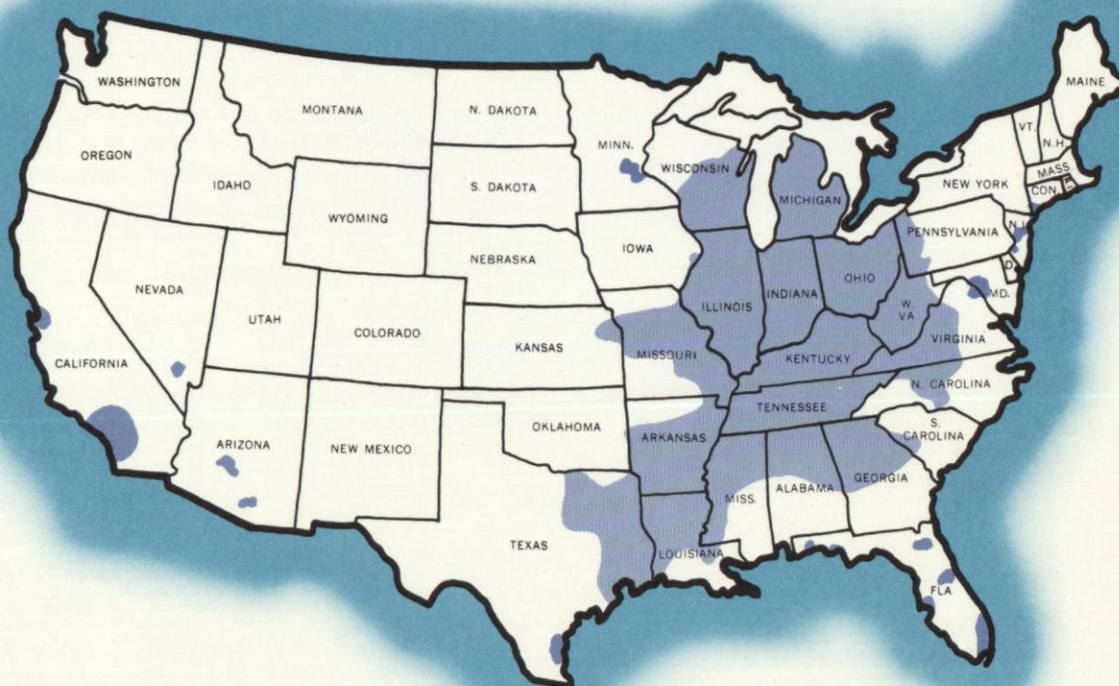 WASHINGTON
MONTANA
N. DAKOTA
MINN.
MAINE
VT.
N.H.
OREGON
IDAHO
WYOMING
S. DAKOTA
WISCONSIN
MICHIGAN
NEW YORK
MASS
CON.
NEBRASKA
IOWA
PENNSYLVANIA
N.J.
NEVADA
UTAH
COLORADO
KANSAS
ILLINOIS
INDIANA
OHIO
D.
MD.
W.
VA
VIRGINIA
CALIFORNIA
MISSOURI
KENTUCKY
ARIZONA
NEW MEXICO
OKLAHOMA
ARKANSAS
TENNESSEE
N. CAROLINA
S.
CAROLINA
TEXAS
LOUISIANA
MISS.
ALABAMA
GEORGIA
FLA